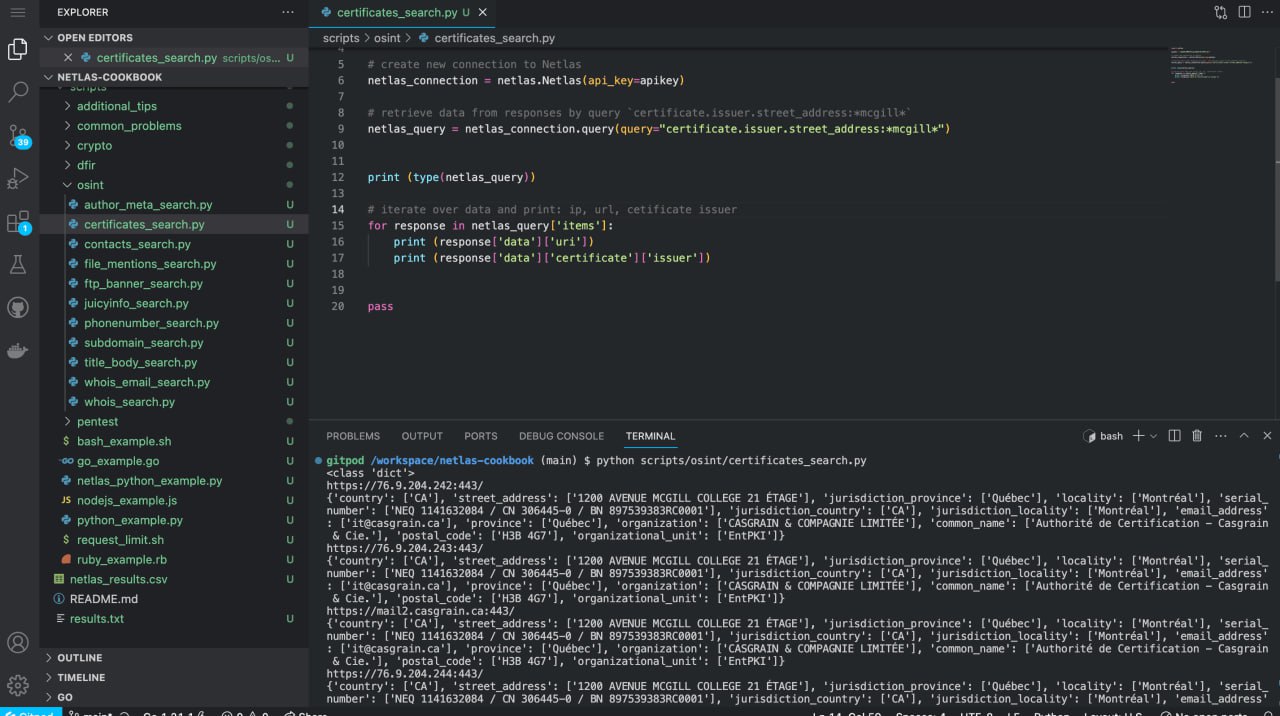 EXPLORER
OPEN EDITORS
certificates_search.py scripts/os... U
NETLAS-COOKBOOK
scripts
additional_tips
common_problems
crypto
dfir
osint
author_meta_search.py U
certificates_search.py U
contacts_search.py U
file_mentions_search.py U
ftp_banner_search.py U
juicyinfo_search.py U
phonenumber_search.py U
subdomain_search.py U
title_body_search.py U
whois_email_search.py U
whois_search.py U
pentest
$ bash_example.sh U
go_example.go U
netlas_python_example.py U
JS nodejs_example.js U
python_example.py U
$ request_limit.sh U
ruby_example.rb U
netlas_results.csv U
README.md
results.txt U
OUTLINE
TIMELINE
GO
39
1
certificates_search.py U
scripts > osint > certificates_search.py
4
5 # create new connection to Netlas
6 netlas_connection = netlas.Netlas(api_key=apikey)
7
8 # retrieve data from responses by query `certificate.issuer.street_address:*mcgill*`
9 netlas_query = netlas_connection.query(query="certificate.issuer.street_address:*mcgill*")
10
11
12 print (type(netlas_query))
13
14 # iterate over data and print: ip, url, cetificate issuer
15 for response in netlas_query['items']:
16 print (response['data']['uri'])
17 print (response['data']['certificate']['issuer'])
18
19
20 pass
PROBLEMS OUTPUT PORTS DEBUG CONSOLE TERMINAL bash
gitpod /workspace/netlas-cookbook (main) $ python scripts/osint/certificates_search.py
<class 'dict'>
https://76.9.204.242:443/
{'country': ['CA'], 'street_address': ['1200 AVENUE MCGILL COLLEGE 21 ÉTAGE'], 'jurisdiction_province': ['Québec'], 'locality': ['Montréal'], 'serial_
number': ['NEQ 1141632084 / CN 306445-0 / BN 897539383RC0001'], 'jurisdiction_country': ['CA'], 'jurisdiction_locality': ['Montréal'], 'email_address'
: ['it@casgrain.ca'], 'province': ['Québec'], 'organization': ['CASGRAIN & COMPAGNIE LIMITÉE'], 'common_name': ['Autorité de Certification - Casgrain
& Cie.'], 'postal_code': ['H3B 4G7'], 'organizational_unit': ['EntPKI']}
https://76.9.204.243:443/
{'country': ['CA'], 'street_address': ['1200 AVENUE MCGILL COLLEGE 21 ÉTAGE'], 'jurisdiction_province': ['Québec'], 'locality': ['Montréal'], 'serial_
number': ['NEQ 1141632084 / CN 306445-0 / BN 897539383RC0001'], 'jurisdiction_country': ['CA'], 'jurisdiction_locality': ['Montréal'], 'email_address'
: ['it@casgrain.ca'], 'province': ['Québec'], 'organization': ['CASGRAIN & COMPAGNIE LIMITÉE'], 'common_name': ['Autorité de Certification - Casgrain
& Cie.'], 'postal_code': ['H3B 4G7'], 'organizational_unit': ['EntPKI']}
https://mail2.casgrain.ca:443/
{'country': ['CA'], 'street_address': ['1200 AVENUE MCGILL COLLEGE 21 ÉTAGE'], 'jurisdiction_province': ['Québec'], 'locality': ['Montréal'], 'serial_
number': ['NEQ 1141632084 / CN 306445-0 / BN 897539383RC0001'], 'jurisdiction_country': ['CA'], 'jurisdiction_locality': ['Montréal'], 'email_address'
: ['it@casgrain.ca'], 'province': ['Québec'], 'organization': ['CASGRAIN & COMPAGNIE LIMITÉE'], 'common_name': ['Autorité de Certification - Casgrain
& Cie.'], 'postal_code': ['H3B 4G7'], 'organizational_unit': ['EntPKI']}
https://76.9.204.244:443/
{'country': ['CA'], 'street_address': ['1200 AVENUE MCGILL COLLEGE 21 ÉTAGE'], 'jurisdiction_province': ['Québec'], 'locality': ['Montréal'], 'serial_
number': ['NEQ 1141632084 / CN 306445-0 / BN 897539383RC0001'], 'jurisdiction_country': ['CA'], 'jurisdiction_locality': ['Montréal'], 'email_address'